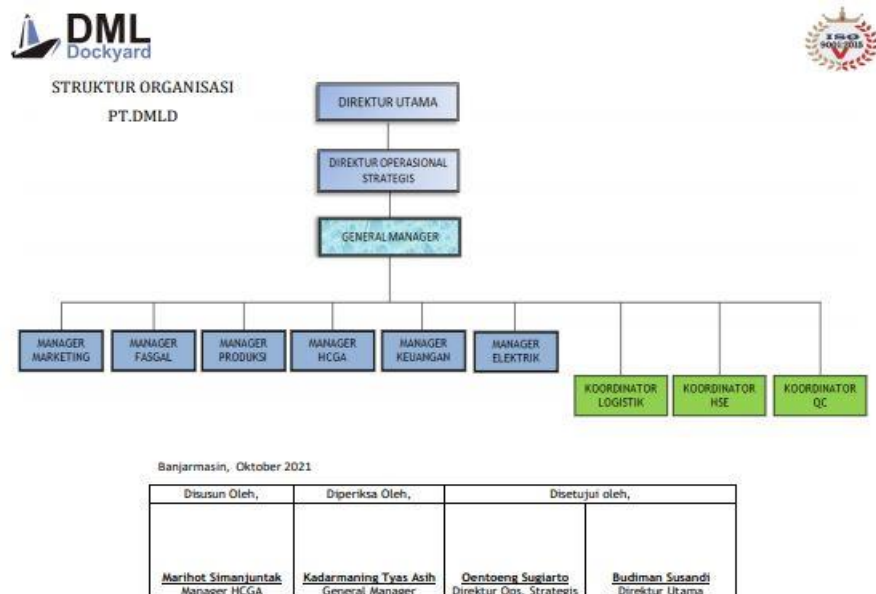 DML
Dockyard
ISO
9001:2015
STRUKTUR ORGANISASI
PT.DMLD
DIREKTUR UTAMA
DIREKTUR OPERASIONAL
STRATEGIS
GENERAL MANAGER
MANAGER
MARKETING
MANAGER
FASGAL
MANAGER
PRODUKSI
MANAGER
HCGA
MANAGER
KEUANGAN
MANAGER
ELEKTRIK
KOORDINATOR
LOGISTIK
KOORDINATOR
HSE
KOORDINATOR
QC
Banjarmasin, Oktober 2021
Disusun Oleh,
Diperiksa Oleh,
Disetujui oleh,
Marihot Simanjuntak
Manager HCGA
Kadarmaning Tyas Asih
General Manager
Oentoeng Sugiarto
Direktur Ops. Strategis
Budiman Susandi
Direktur Utama